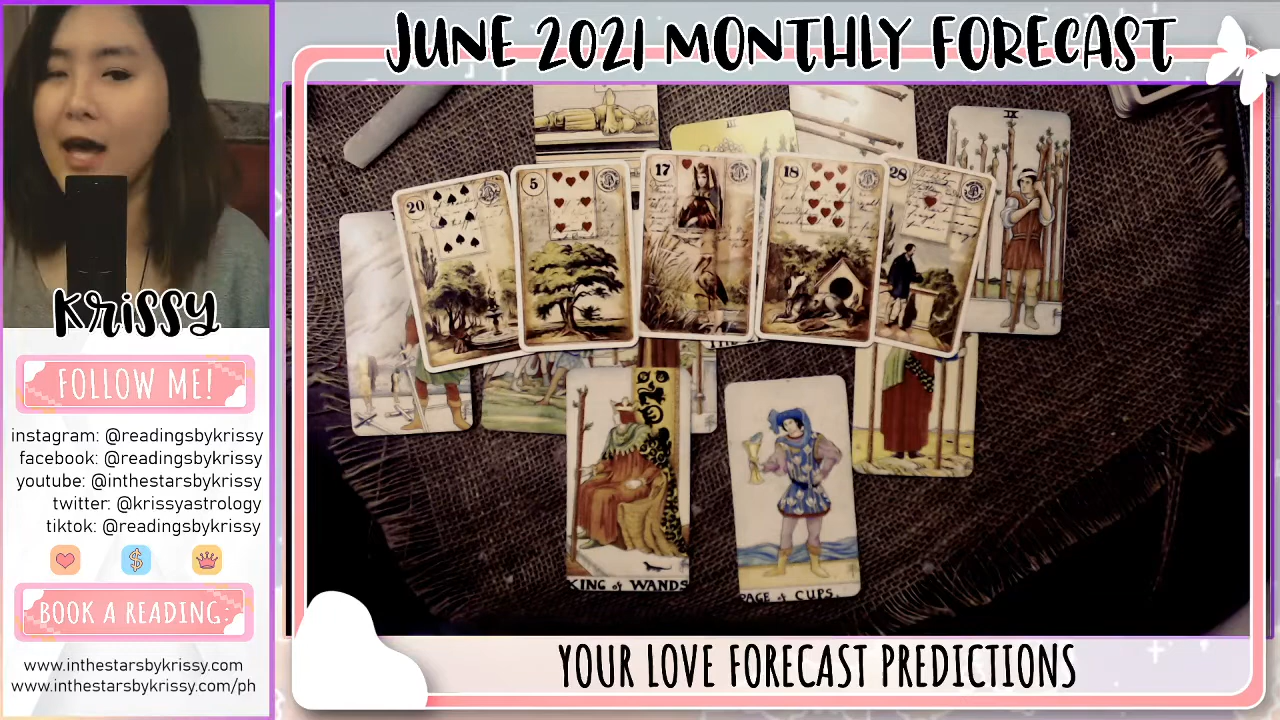 JUNE 2021 MONTHLY FORECAST
KRISSY
FOLLOW ME!
instagram: @readingsbykrissy
facebook: @readingsbykrissy
youtube: @inthestarsbykrissy
twitter: @krissyastrology
tiktok: @readingsbykrissy
BOOK A READING:
www.inthestarsbykrissy.com
www.inthestarsbykrissy.com/ph
III
IX
20
5
17
18
28
KING of WANDS
PAGE of CUPS
YOUR LOVE FORECAST PREDICTIONS